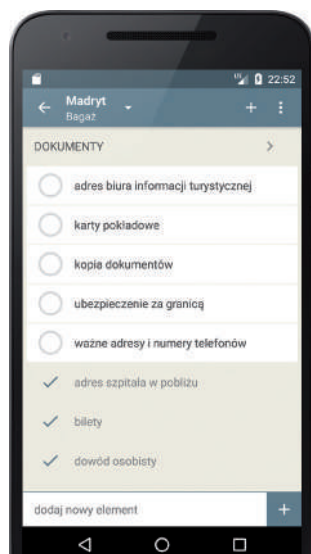 22:52
Madryt
Bagaż
DOKUMENTY
adres biura informacji turystycznej
karty pokładowe
kopia dokumentów
ubezpieczenie za granicą
ważne adresy i numery telefonów
adres szpitala w pobliżu
bilety
dowód osobisty
dodaj nowy element